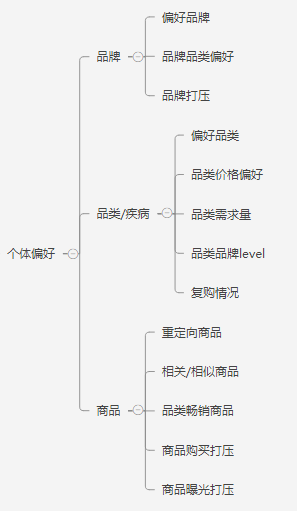 个体偏好
品牌
偏好品牌
品牌品类偏好
品牌打压
品类/疾病
偏好品类
品类价格偏好
品类需求量
品类品牌level
复购情况
商品
重定向商品
相关/相似商品
品类畅销商品
商品购买打压
商品曝光打压